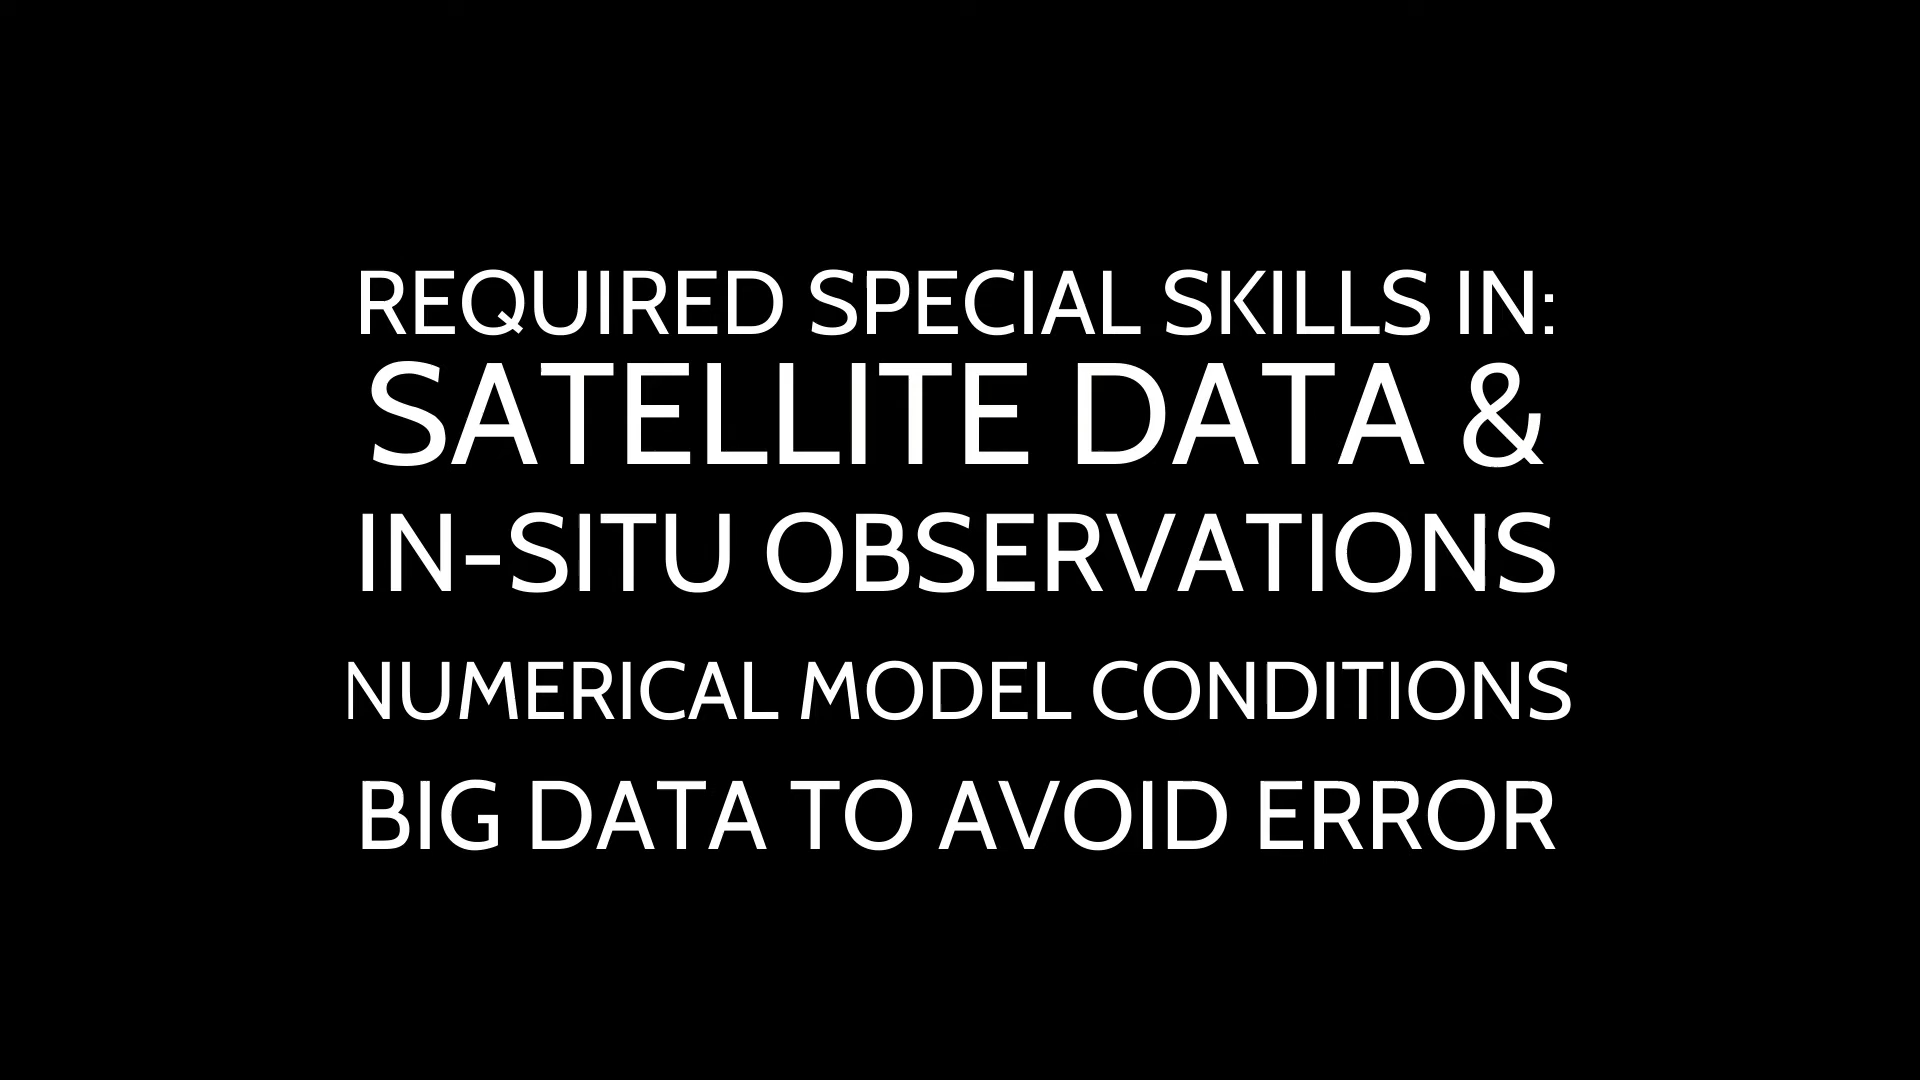 REQUIRED SPECIAL SKILLS IN:
SATELLITE DATA &
IN-SITU OBSERVATIONS
NUMERICAL MODEL CONDITIONS
BIG DATA TO AVOID ERROR